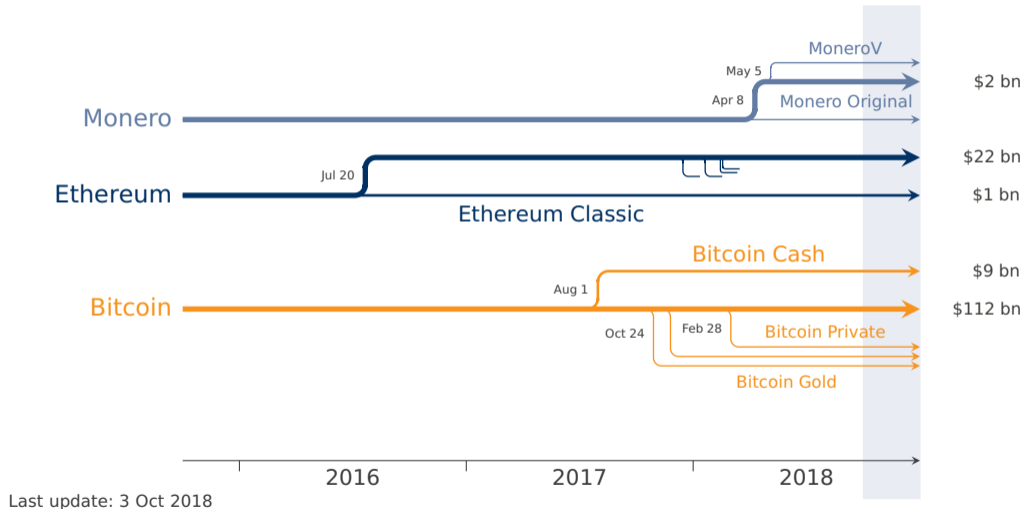 MoneroV
May 5
$2 bn
Apr 8
Monero Original
Monero
$22 bn
Jul 20
Ethereum
$1 bn
Ethereum Classic
Bitcoin Cash
$9 bn
Aug 1
Bitcoin
$112 bn
Oct 24
Feb 28
Bitcoin Private
Bitcoin Gold
2016
2017
2018
Last update: 3 Oct 2018